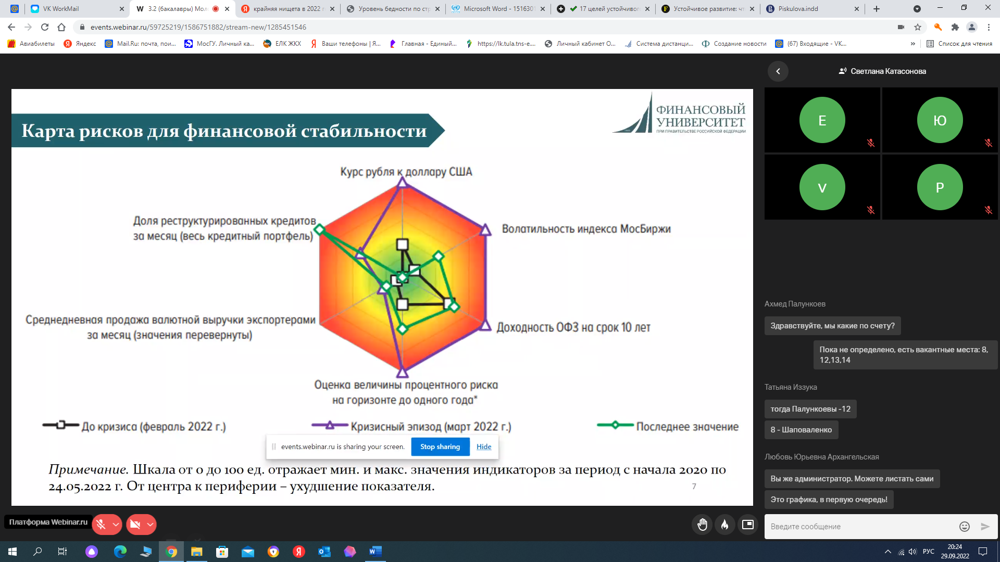 VK WorkMail
3.2 (бакалавры) Мол
крайняя нищета в 2022 г
Уровень бедности по стр
Microsoft Word - 1516301
17 целей устойчивог
Устойчивое развитие: чт
Piskulova.indd
events.webinar.ru/59725219/1586751882/stream-new/1285451546
Авиабилеты
Яндекс
Mail.Ru: почта, пои...
МосГУ. Личный ка...
ЕЛК ЖКХ
Ваши телефоны | Я...
Главная - Единый...
https://lk.tula.tns-e....
Личный кабинет О...
Система дистанци...
Создание новости
(67) Входящие - VK...
Список для чтения
Карта рисков для финансовой стабильности
ФИНАНСОВЫЙ
УНИВЕРСИТЕТ
ПРИ ПРАВИТЕЛЬСТВЕ РОССИЙСКОЙ ФЕДЕРАЦИИ
Курс рубля к доллару США
Доля реструктурированных кредитов
за месяц (весь кредитный портфель)
Волатильность индекса МосБиржи
Среднедневная продажа валютной выручки экспортерами
за месяц (значения перевернуты)
Доходность ОФЗ на срок 10 лет
Оценка величины процентного риска
на горизонте до одного года*
До кризиса (февраль 2022 г.)
Кризисный эпизод (март 2022 г.)
Последнее значение
events.webinar.ru is sharing your screen.
Stop sharing
Hide
Примечание. Шкала от 0 до 100 ед. отражает мин. и макс. значения индикаторов за период с начала 2020 по
24.05.2022 г. От центра к периферии – ухудшение показателя.
7
Светлана Катасонова
Е
Ю
V
Р
Ахмед Палункоев
Здравствуйте, мы какие по счету?
Пока не определено, есть вакантные места: 8,
12,13,14
Татьяна Иззука
тогда Палункоевы -12
8 - Шаповаленко
Любовь Юрьевна Архангельская
Вы же администратор. Можете листать сами
Это графика, в первую очередь!
Введите сообщение
Платформа Webinar.ru
РУС
20:24
29.09.2022